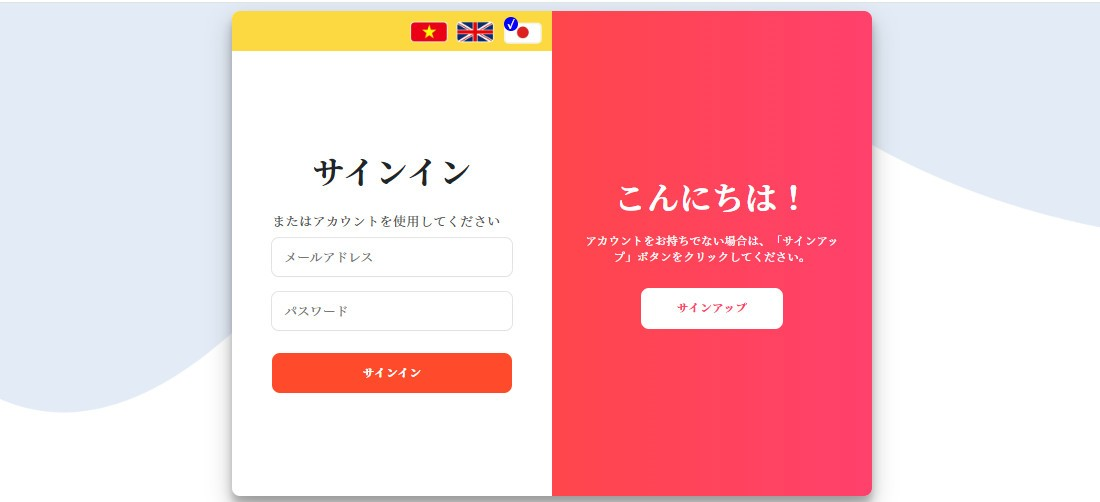 サインイン
またはアカウントを使用してください
メールアドレス
パスワード
サインイン
こんにちは！
アカウントをお持ちでない場合は、「サインアッ
プ」ボタンをクリックしてください。
サインアップ